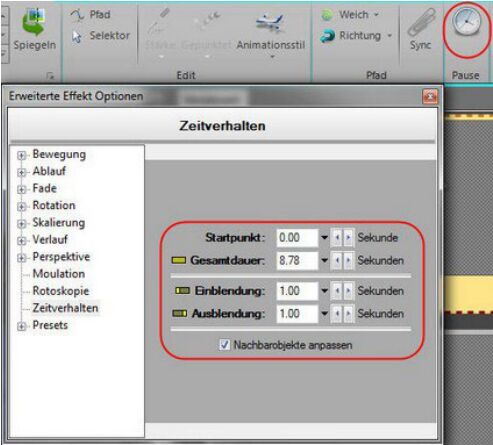 Spiegeln
Pfad
Selektor
Stärke
Gepunktet
Animationsstil
Weich
Richtung
Sync
Edit
Pfad
Pause
Erweiterte Effekt Optionen
Zeitverhalten
Bewegung
Ablauf
Fade
Rotation
Skalierung
Verlauf
Perspektive
Moulation
Rotoskopie
Zeitverhalten
Presets
Startpunkt: 0.00 Sekunde
Gesamtdauer: 8.78 Sekunden
Einblendung: 1.00 Sekunden
Ausblendung: 1.00 Sekunden
Nachbarobjekte anpassen